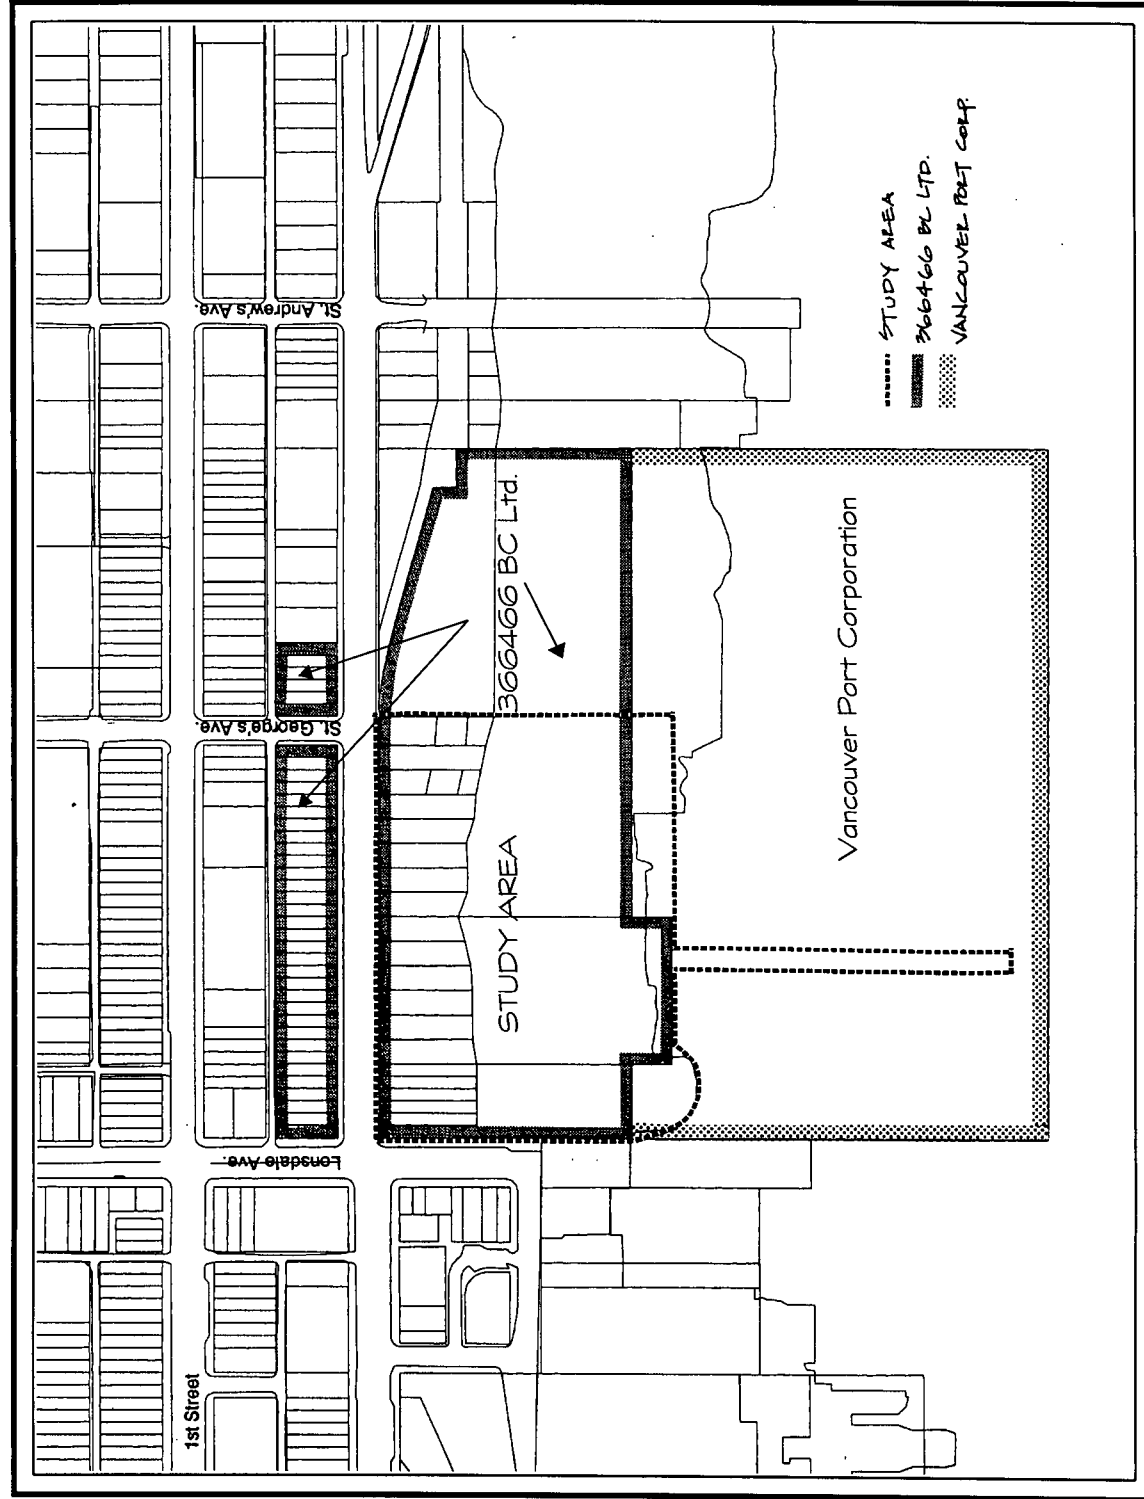 1st Street
Lonsdale Ave.
St. George's Ave.
St. Andrew's Ave.
STUDY AREA
366466 BC Ltd.
Vancouver Port Corporation
STUDY AREA
366466 BC LTD.
VANCOUVER PORT CORP.